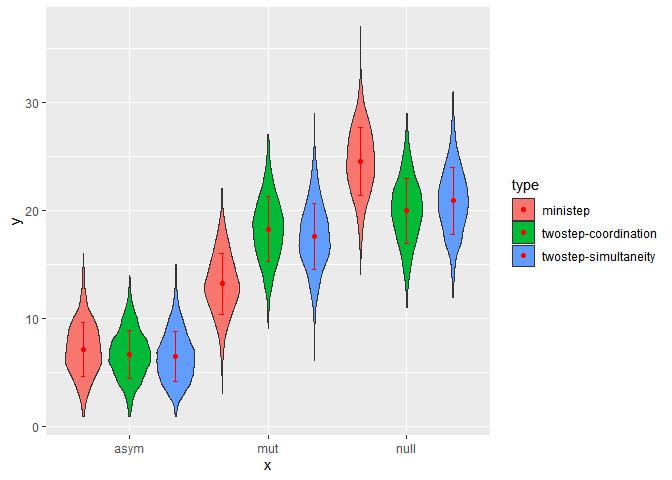 30
20
10
0
y
asym
mut
null
x
type
ministep
twostep-coordination
twostep-simultaneity